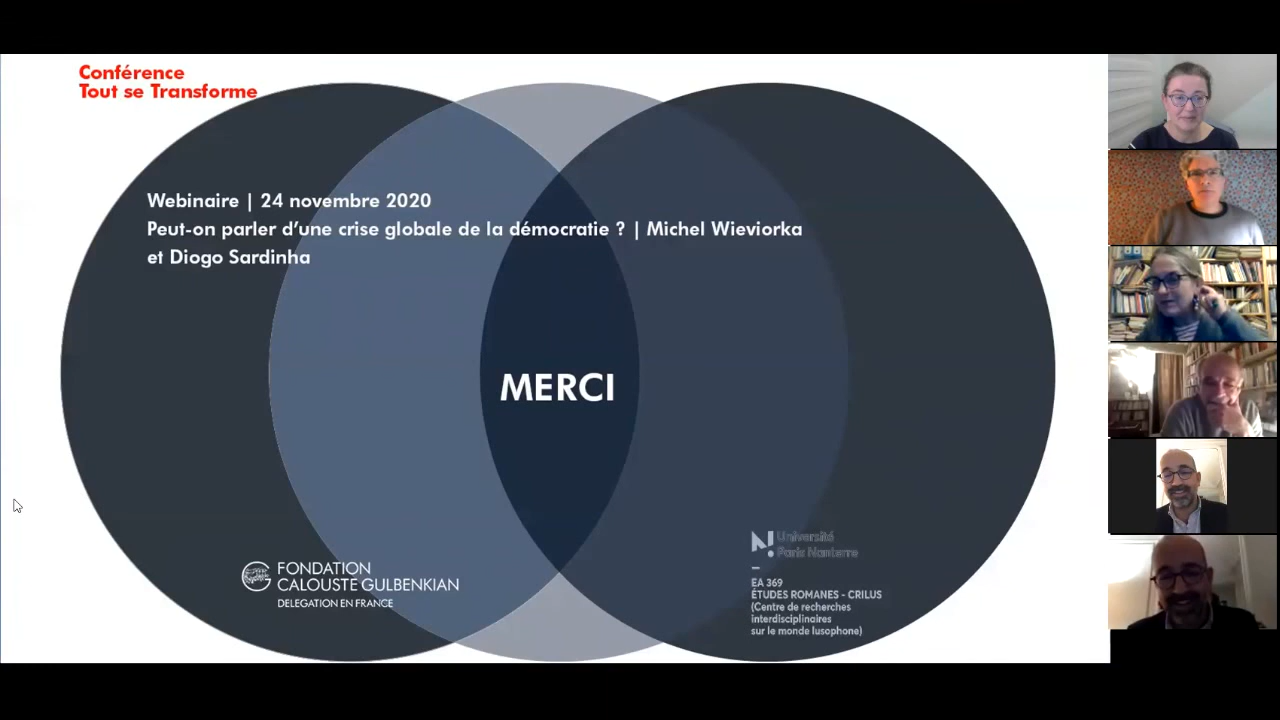 Conférence
Tout se Transforme
Webinaire | 24 novembre 2020
Peut-on parler d’une crise globale de la démocratie ? | Michel Wieviorka
et Diogo Sardinha
MERCI
FONDATION
CALOUSTE GULBENKIAN
DELEGATION EN FRANCE
Université
Paris Nanterre
EA 369
ÉTUDES ROMANES - CRILUS
(Centre de recherches
interdisciplinaires
sur le monde lusophone)